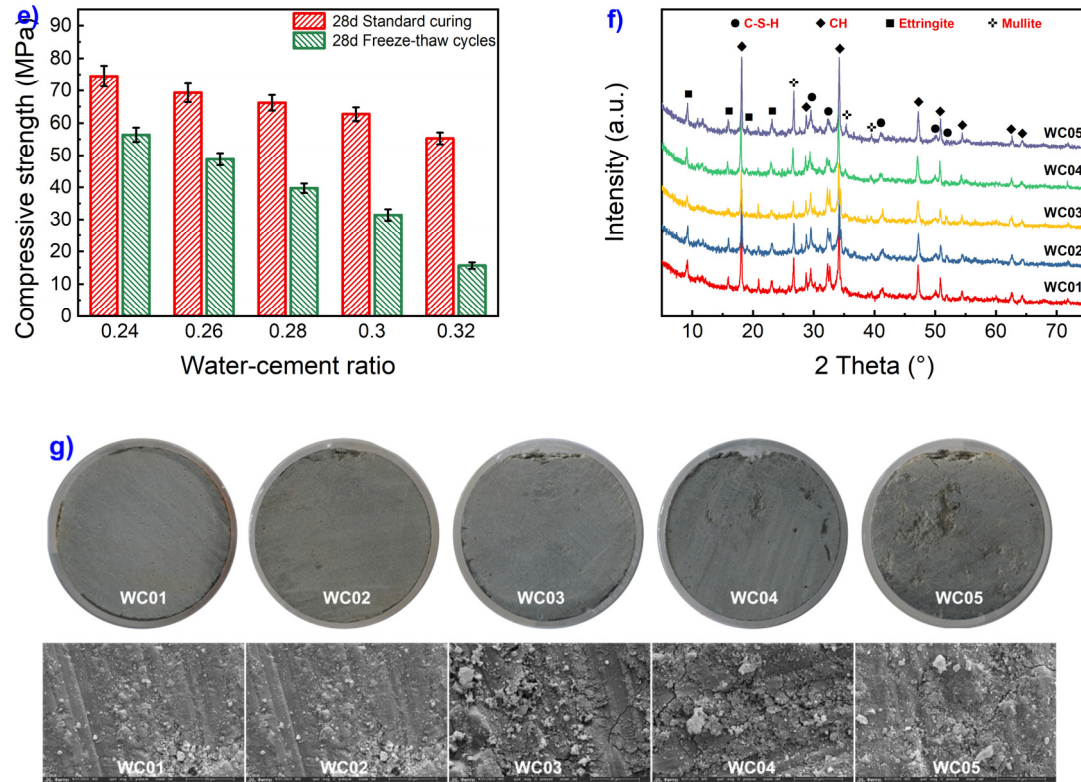 e)
Compressive strength (MPa)
90
80
70
60
50
40
30
20
10
0
28d Standard curing
28d Freeze-thaw cycles
0.24 0.26 0.28 0.3 0.32
Water-cement ratio
f)
C-S-H CH Ettringite Mullite
Intensity (a.u.)
WC05
WC04
WC03
WC02
WC01
10 20 30 40 50 60 70
2 Theta (°)
g)
WC01 WC02 WC03 WC04 WC05
WC01 WC02 WC03 WC04 WC05